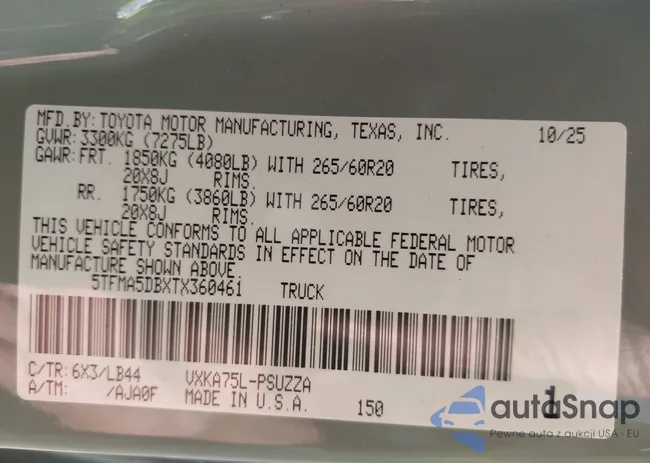 MFD.BY: TOYOTA MOTOR MANUFACTURING, TEXAS, INC. 10/25
GVWR: 3300KG (7275LB)
GAWR: FRT. 1850KG (4080LB) WITH 265/60R20 TIRES,
20X8J RIMS.
RR. 1750KG (3860LB) WITH 265/60R20 TIRES,
20X8J RIMS.
THIS VEHICLE CONFORMS TO ALL APPLICABLE FEDERAL MOTOR
VEHICLE SAFETY STANDARDS IN EFFECT ON THE DATE OF
MANUFACTURE SHOWN ABOVE.
5TFMA5DBXTX360461 TRUCK
C/TR: 6X3/LB44 VXKA75L-PSUZZA
A/TM: /AJA0F MADE IN U.S.A. 150 1
autoSnap
Pewne auta z aukcji USA i EU